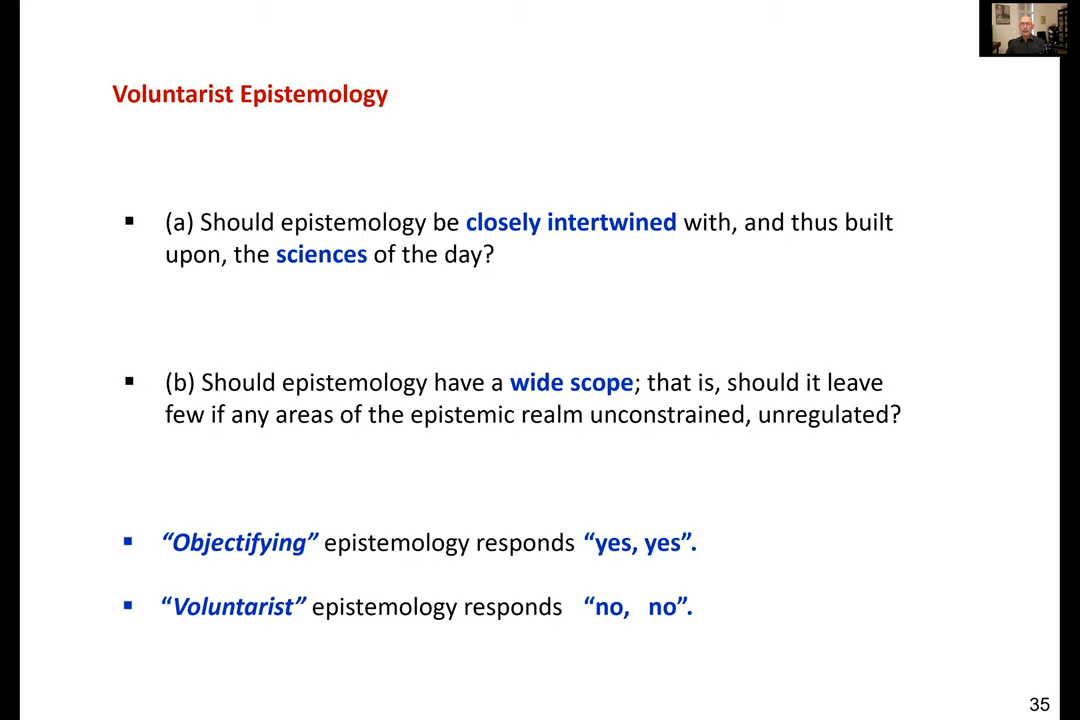 Voluntarist Epistemology
▪ (a) Should epistemology be closely intertwined with, and thus built
upon, the sciences of the day?
▪ (b) Should epistemology have a wide scope; that is, should it leave
few if any areas of the epistemic realm unconstrained, unregulated?
▪ “Objectifying” epistemology responds “yes, yes”.
▪ “Voluntarist” epistemology responds “no, no”.
35